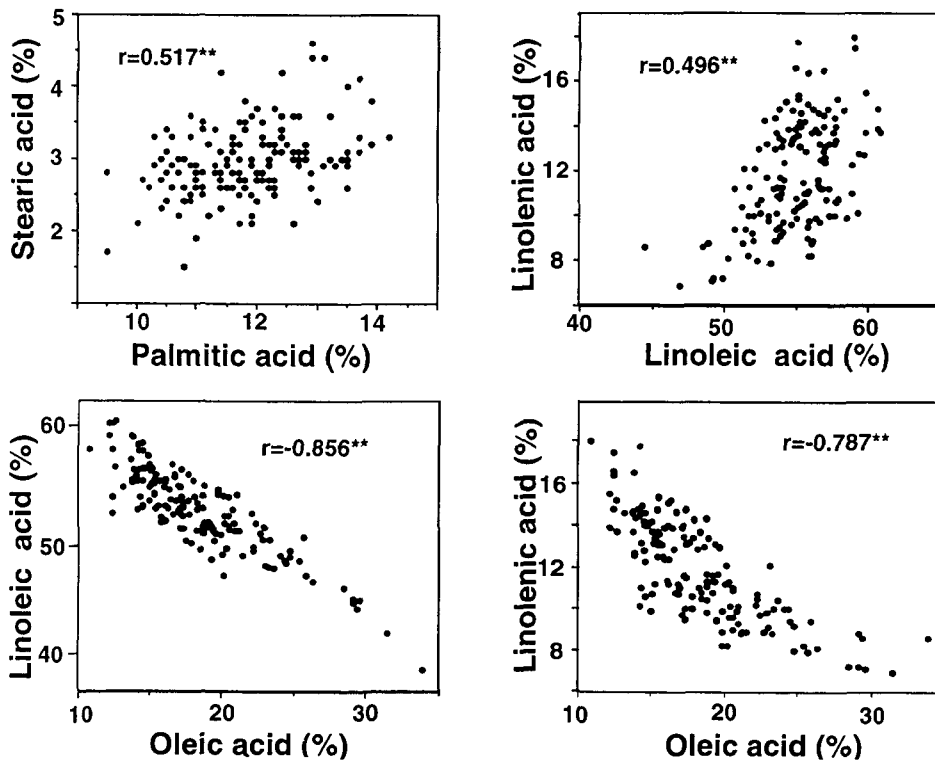 5
4
3
2
r=0.517**
Stearic acid (%)
10 12 14
Palmitic acid (%)
16
12
8
r=0.496**
Linolenic acid (%)
40 50 60
Linoleic acid (%)
60
50
40
r=-0.856**
Linoleic acid (%)
10 20 30
Oleic acid (%)
16
12
8
r=-0.787**
Linolenic acid (%)
10 20 30
Oleic acid (%)